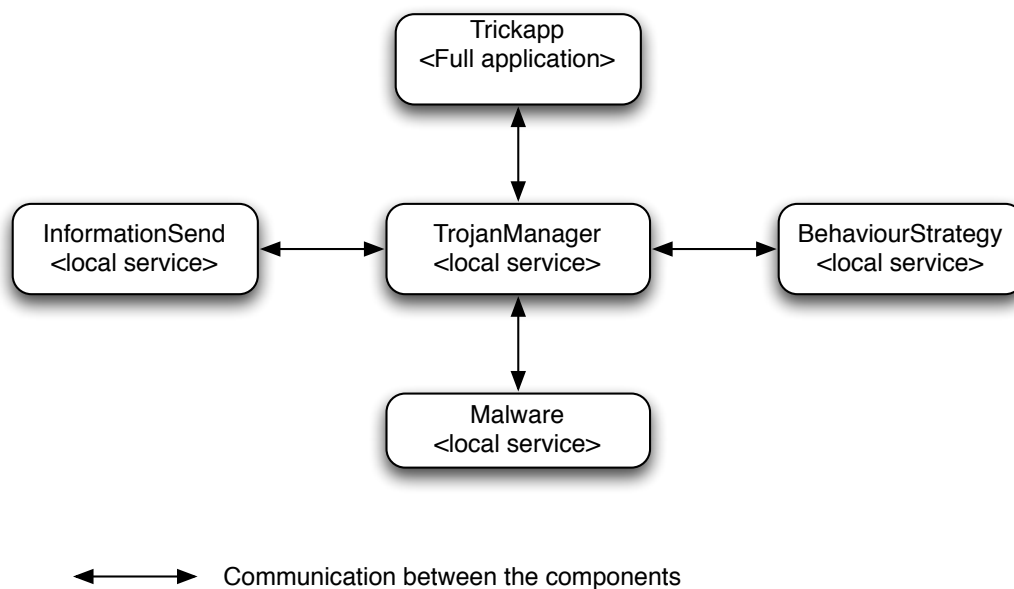 Trickapp
<Full application>
InformationSend
<local service>
TrojanManager
<local service>
BehaviourStrategy
<local service>
Malware
<local service>
Communication between the components